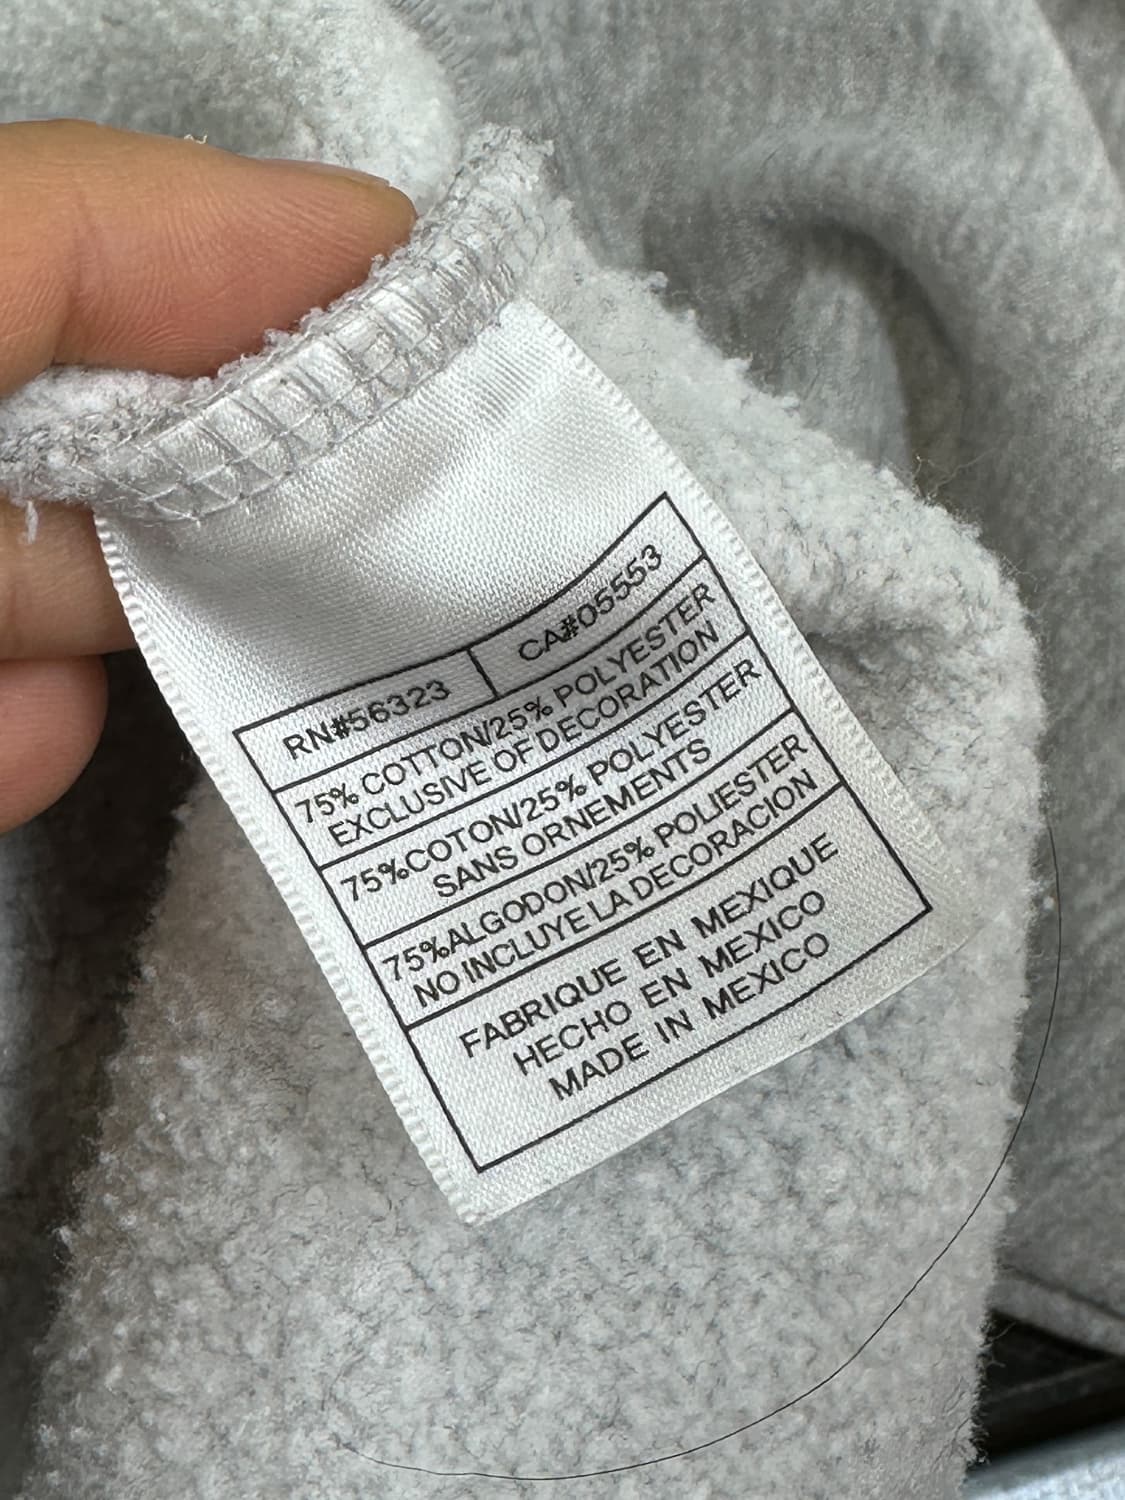 RN#56323 CA#05553
75% COTTON/25% POLYESTER
EXCLUSIVE OF DECORATION
75%COTON/25% POLYESTER
SANS ORNEMENTS
75%ALGODON/25% POLIESTER
NO INCLUYE LA DECORACION
FABRIQUE EN MEXIQUE
HECHO EN MEXICO
MADE IN MEXICO